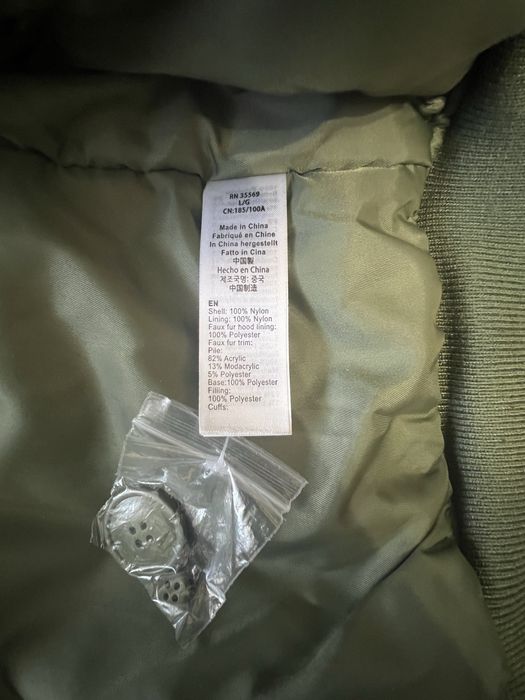 RN 35569
L/G
CN:185/100A
Made in China
Fabriqué en Chine
In China hergestellt
Fatto in Cina
中国製
Hecho en China
제조국명: 중국
中国制造
EN
Shell: 100% Nylon
Lining: 100% Nylon
Faux fur hood lining:
100% Polyester
Faux fur trim:
Pile:
82% Acrylic
13% Modacrylic
5% Polyester
Base:100% Polyester
Filling:
100% Polyester
Cuffs: